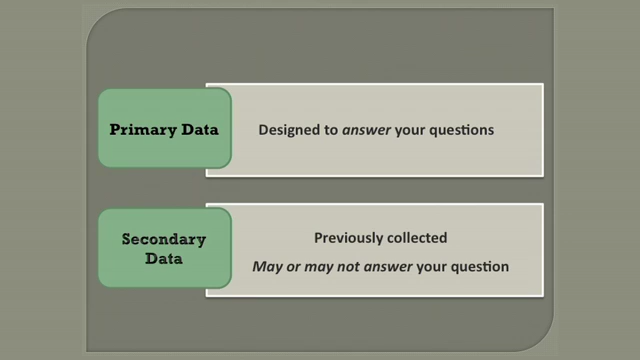 Primary Data
Designed to answer your questions
Secondary
Data
Previously collected
May or may not answer your question